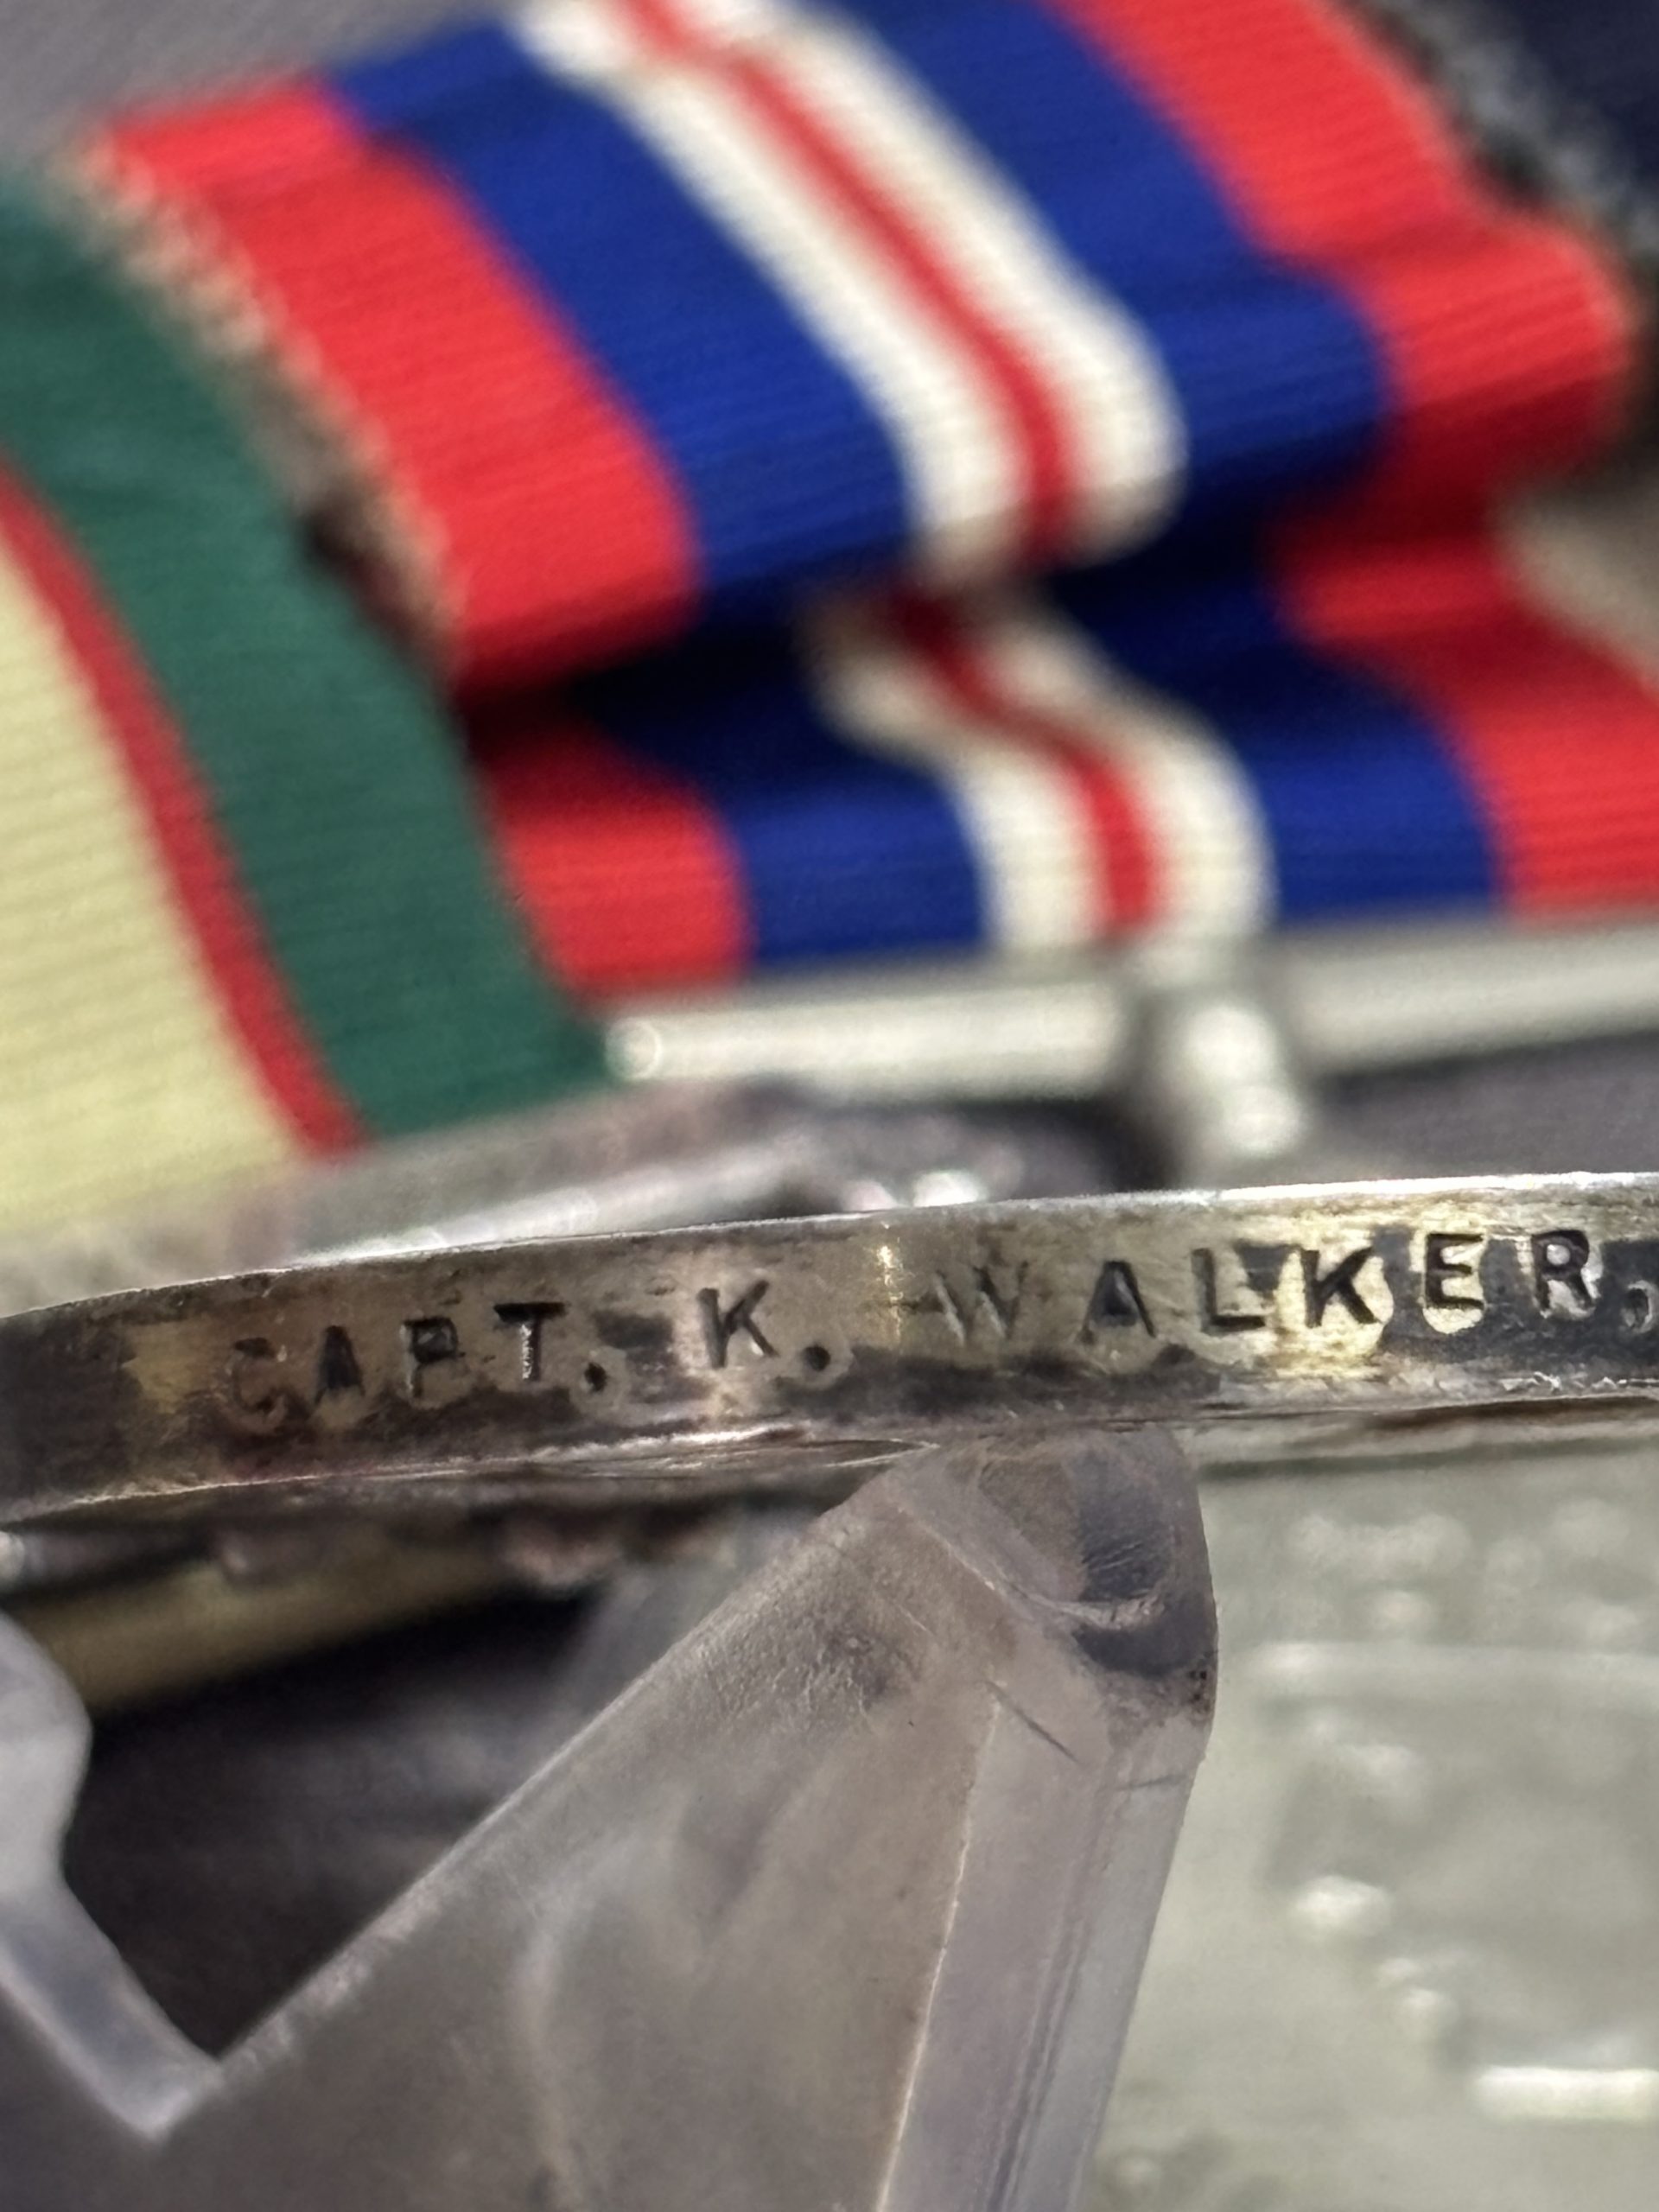 CAPT. K. WALKER.